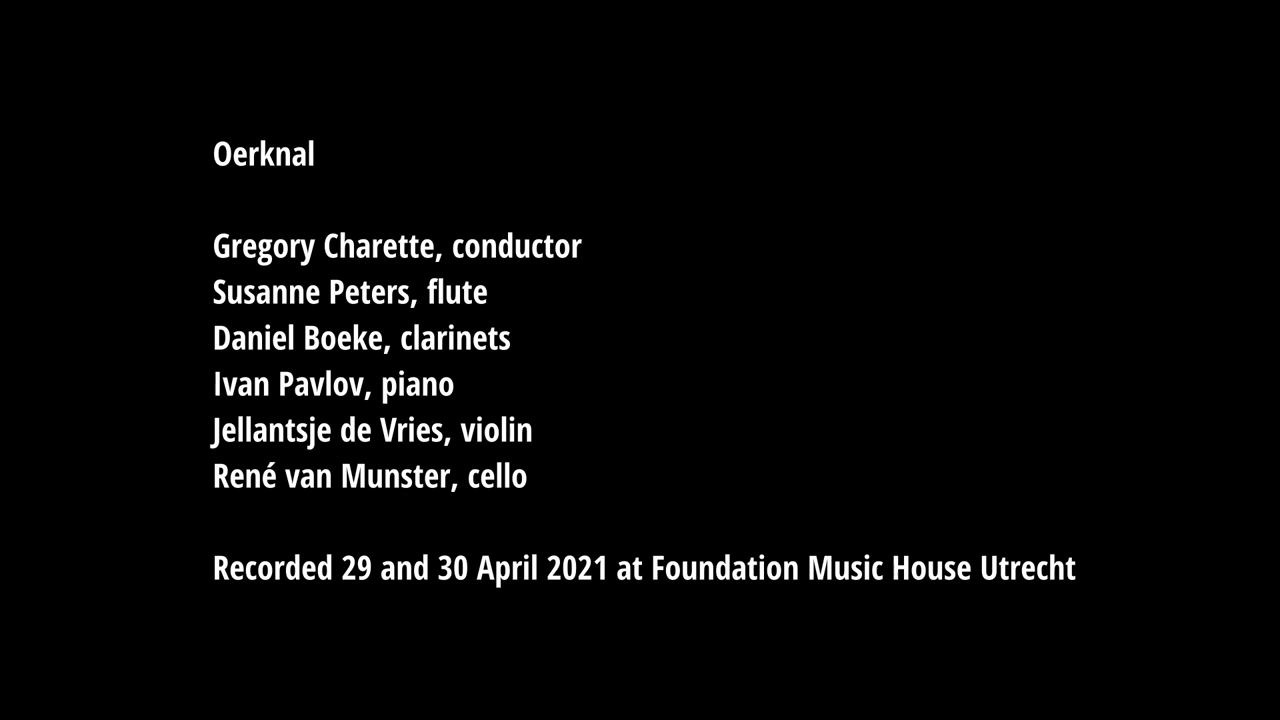 Oerknal
Gregory Charette, conductor
Susanne Peters, flute
Daniel Boeke, clarinets
Ivan Pavlov, piano
Jellantsje de Vries, violin
René van Munster, cello
Recorded 29 and 30 April 2021 at Foundation Music House Utrecht